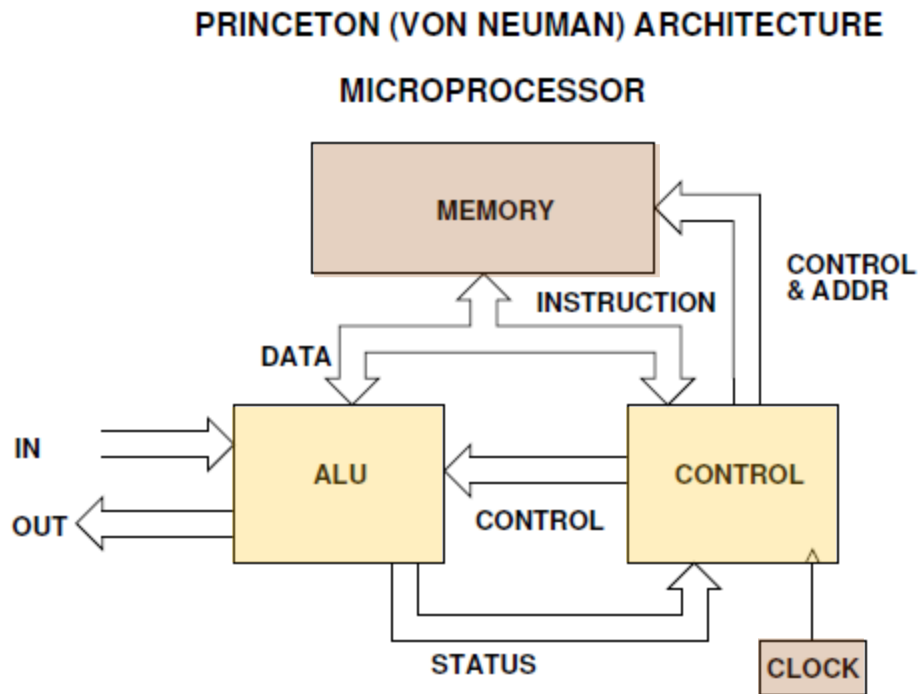 PRINCETON (VON NEUMAN) ARCHITECTURE
MICROPROCESSOR
MEMORY
CONTROL
& ADDR
INSTRUCTION
DATA
IN
ALU
CONTROL
OUT
CONTROL
STATUS
CLOCK